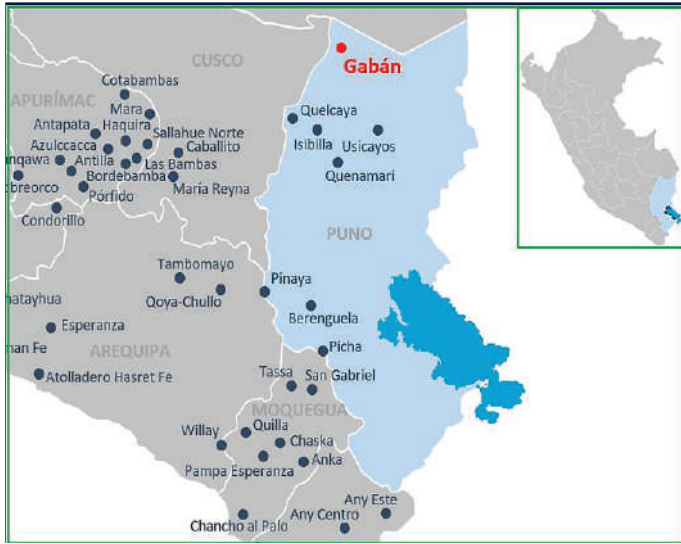 CUSCO
Gabán
Cotabambas
APURÍMAC
Mara
Quelcaya
Antapata
Haquira
Sallahue Norte
Isibilla
Usicayos
Azulccacca
Caballito
Antilla
Las Bambas
Quenamari
Bordebamba
María Reyna
Pórfido
Condorillo
PUNO
Tambomayo
Pinaya
Qoya-Chullo
Berenguela
Esperanza
AREQUIPA
Picha
Atolladero Hasret Fe
Tassa
San Gabriel
MOQUEGUA
Willay
Quilla
Chaska
Pampa Esperanza
Anka
Any Este
Any Centro
Chancho al Palo